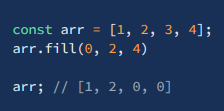 const arr = [1, 2, 3, 4];
arr.fill(0, 2, 4)
arr; // [1, 2, 0, 0]